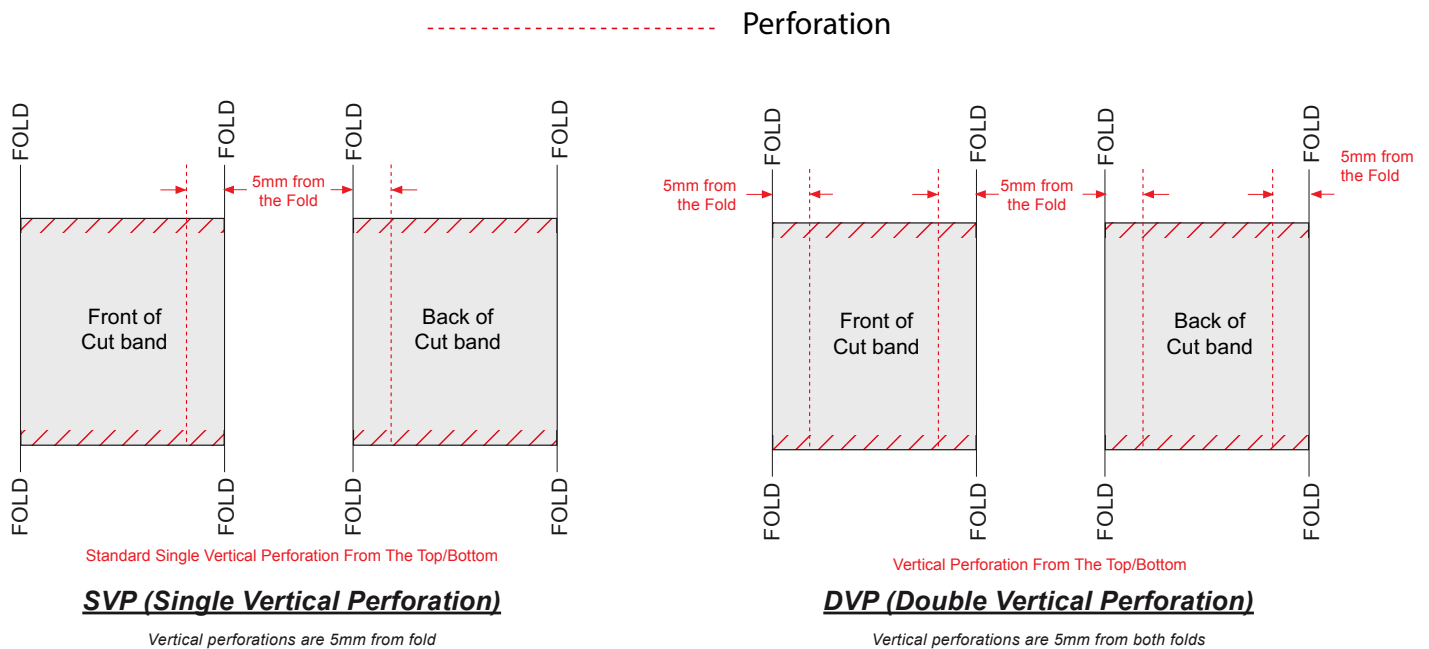 Perforation
FOLD
FOLD
FOLD
FOLD
5mm from
the Fold
Front of
Cut band
Back of
Cut band
FOLD
FOLD
FOLD
FOLD
Standard Single Vertical Perforation From The Top/Bottom
SVP (Single Vertical Perforation)
Vertical perforations are 5mm from fold
FOLD
FOLD
FOLD
FOLD
5mm from
the Fold
5mm from
the Fold
5mm from
the Fold
Front of
Cut band
Back of
Cut band
FOLD
FOLD
FOLD
FOLD
Vertical Perforation From The Top/Bottom
DVP (Double Vertical Perforation)
Vertical perforations are 5mm from both folds